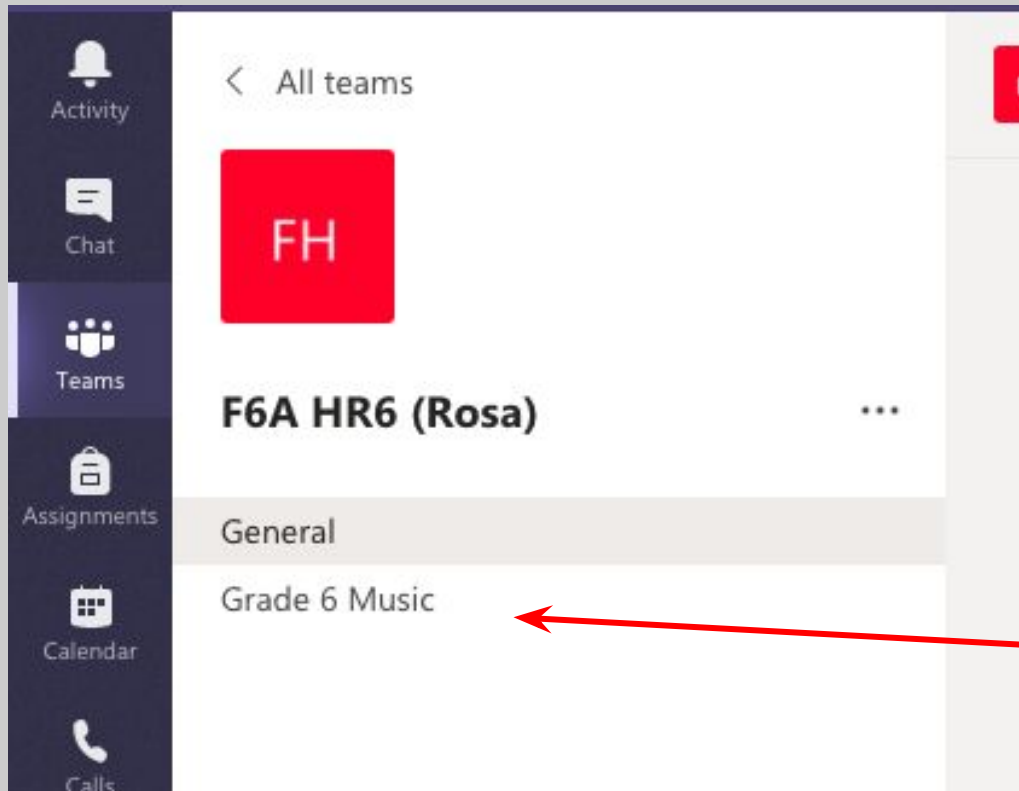 Activity
Chat
Teams
Assignments
Calendar
Calls
< All teams
FH
F6A HR6 (Rosa)
...
General
Grade 6 Music